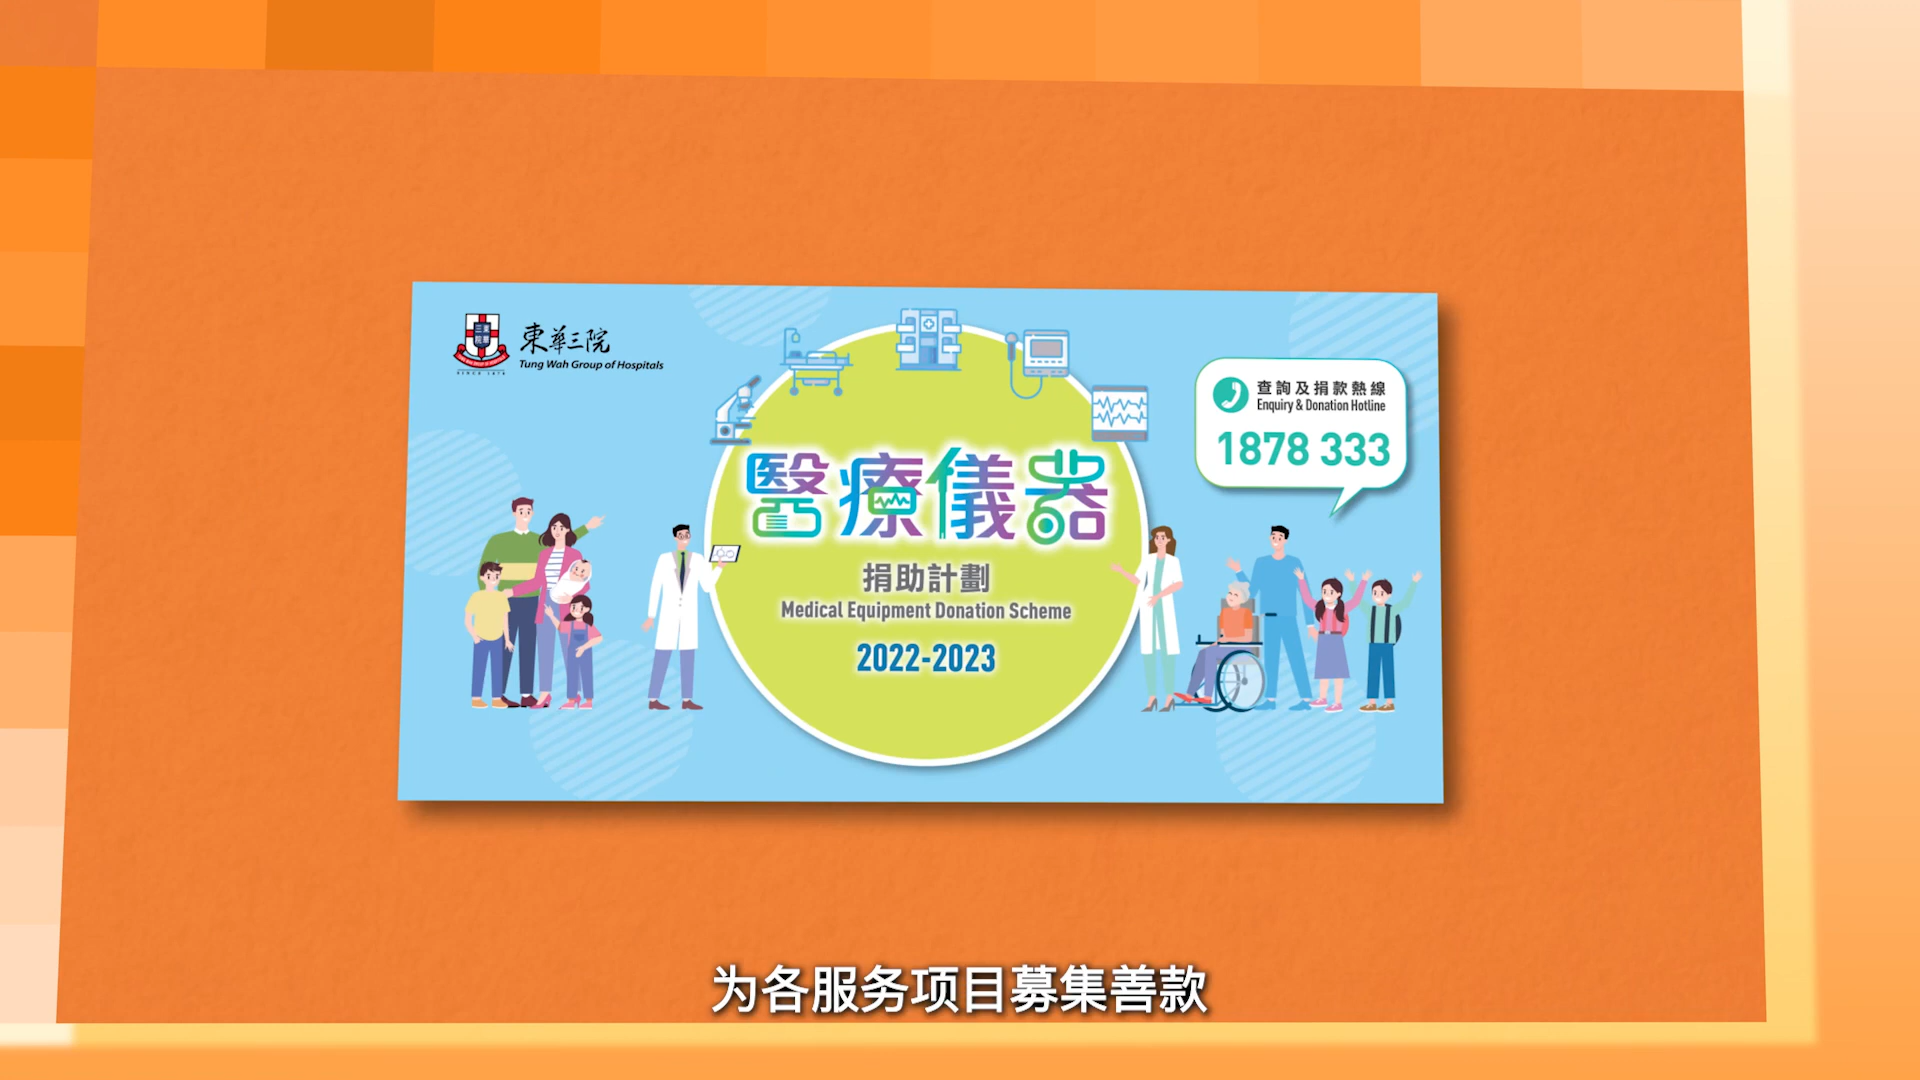 東華三院
Tung Wah Group of Hospitals
查詢及捐款熱線
Enquiry & Donation Hotline
1878 333
醫療儀器
捐助計劃
Medical Equipment Donation Scheme
2022-2023
为各服务项目募集善款